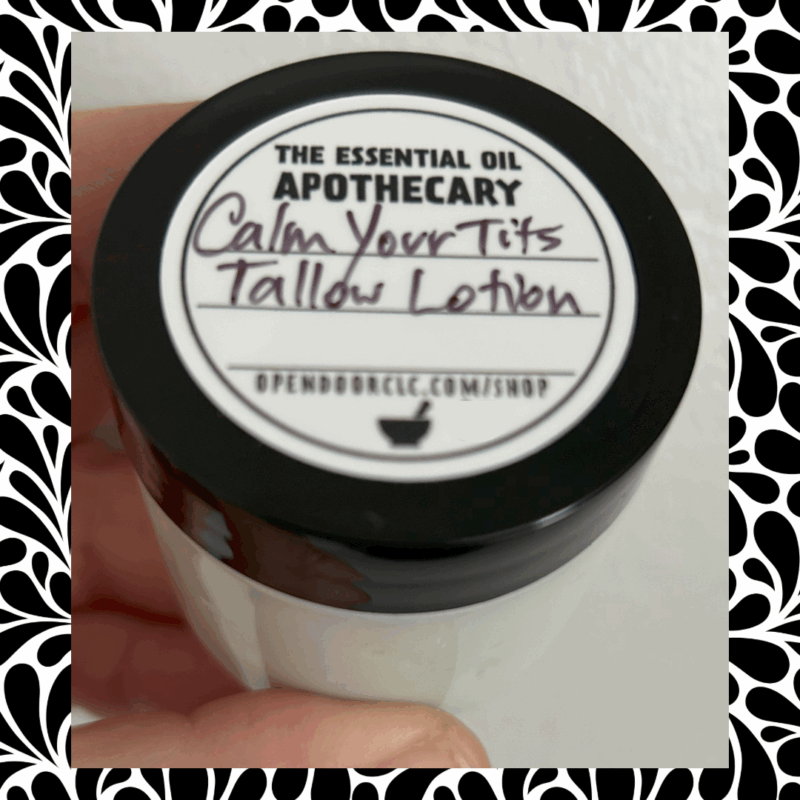 THE ESSENTIAL OIL
APOTHECARY
Calm Your Tits
Tallow Lotion
OPENDOORCLC.COM/SHOP